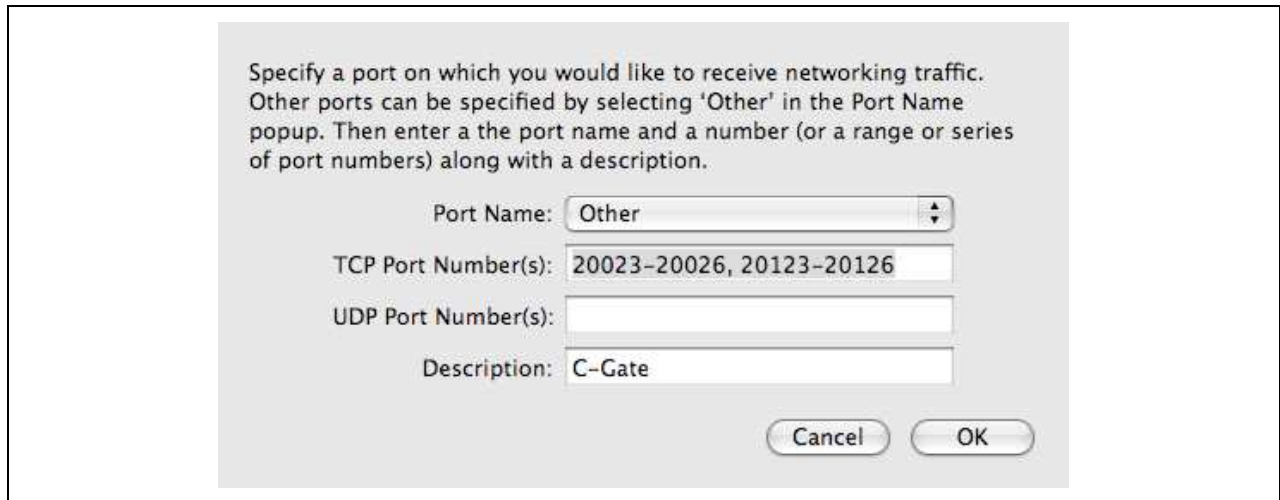 Specify a port on which you would like to receive networking traffic.
Other ports can be specified by selecting ‘Other’ in the Port Name
popup. Then enter a the port name and a number (or a range or series
of port numbers) along with a description.
Port Name: Other
TCP Port Number(s): 20023-20026, 20123-20126
UDP Port Number(s):
Description: C-Gate
Cancel OK